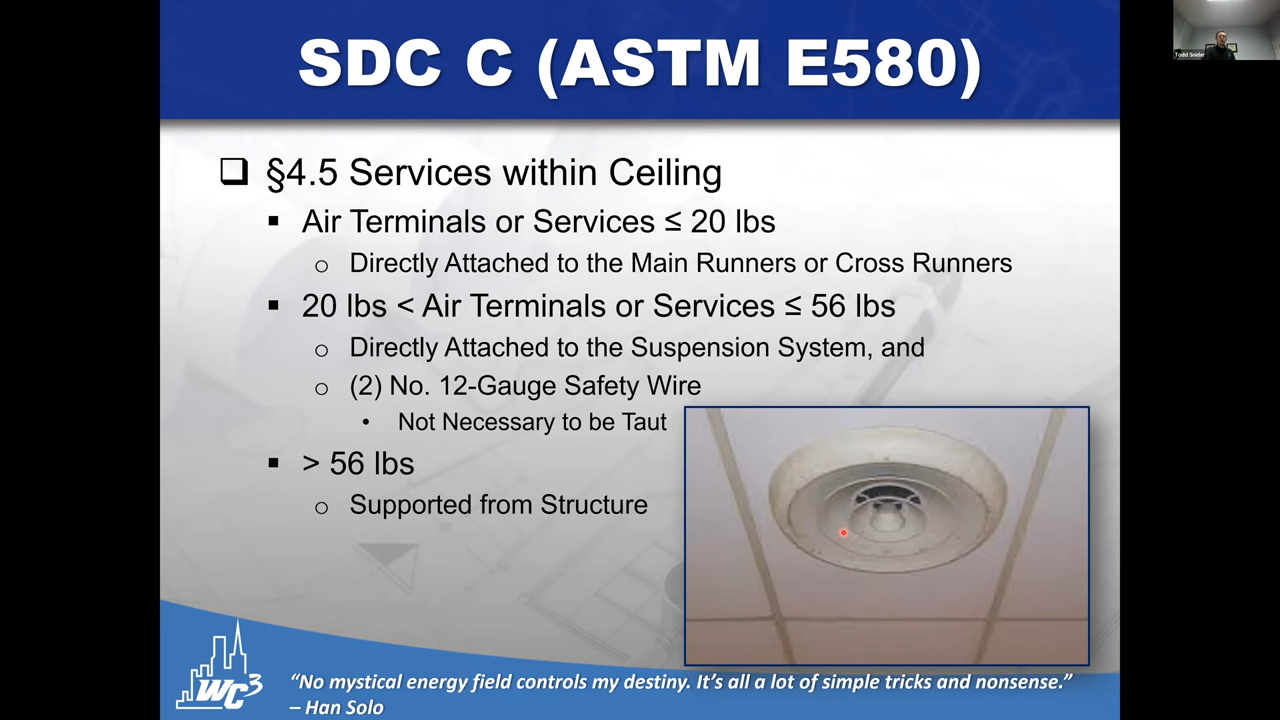 SDC C (ASTM E580)
Todd Snider
❑ §4.5 Services within Ceiling
▪ Air Terminals or Services ≤ 20 lbs
o Directly Attached to the Main Runners or Cross Runners
▪ 20 lbs < Air Terminals or Services ≤ 56 lbs
o Directly Attached to the Suspension System, and
o (2) No. 12-Gauge Safety Wire
• Not Necessary to be Taut
▪ > 56 lbs
o Supported from Structure
WC3
“No mystical energy field controls my destiny. It’s all a lot of simple tricks and nonsense.”
– Han Solo